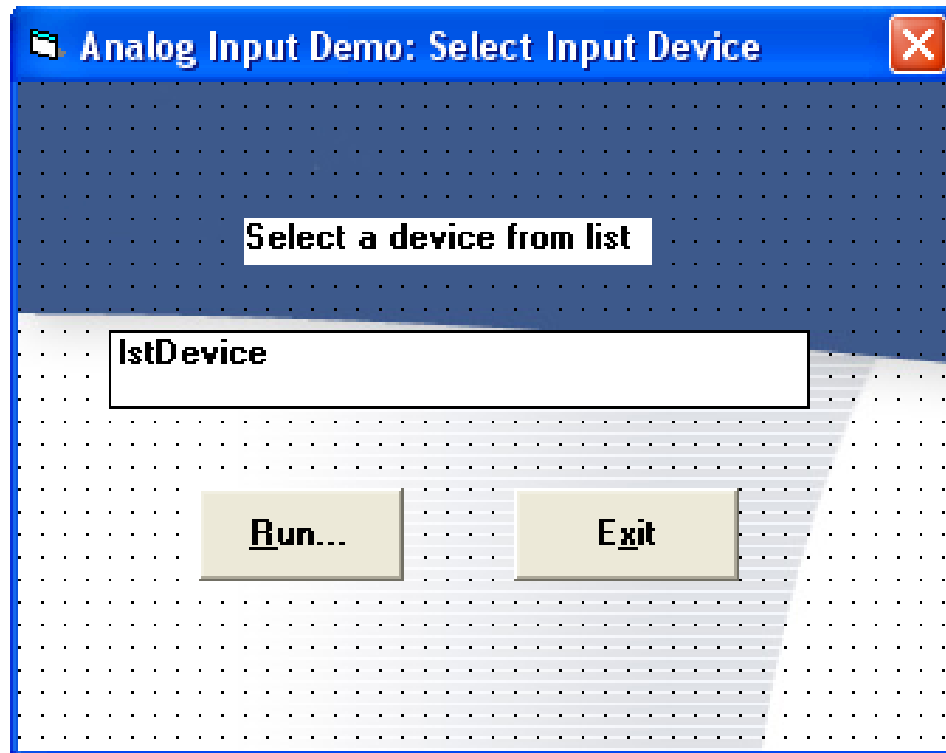 Analog Input Demo: Select Input Device
Select a device from list
lstDevice
Run...
Exit